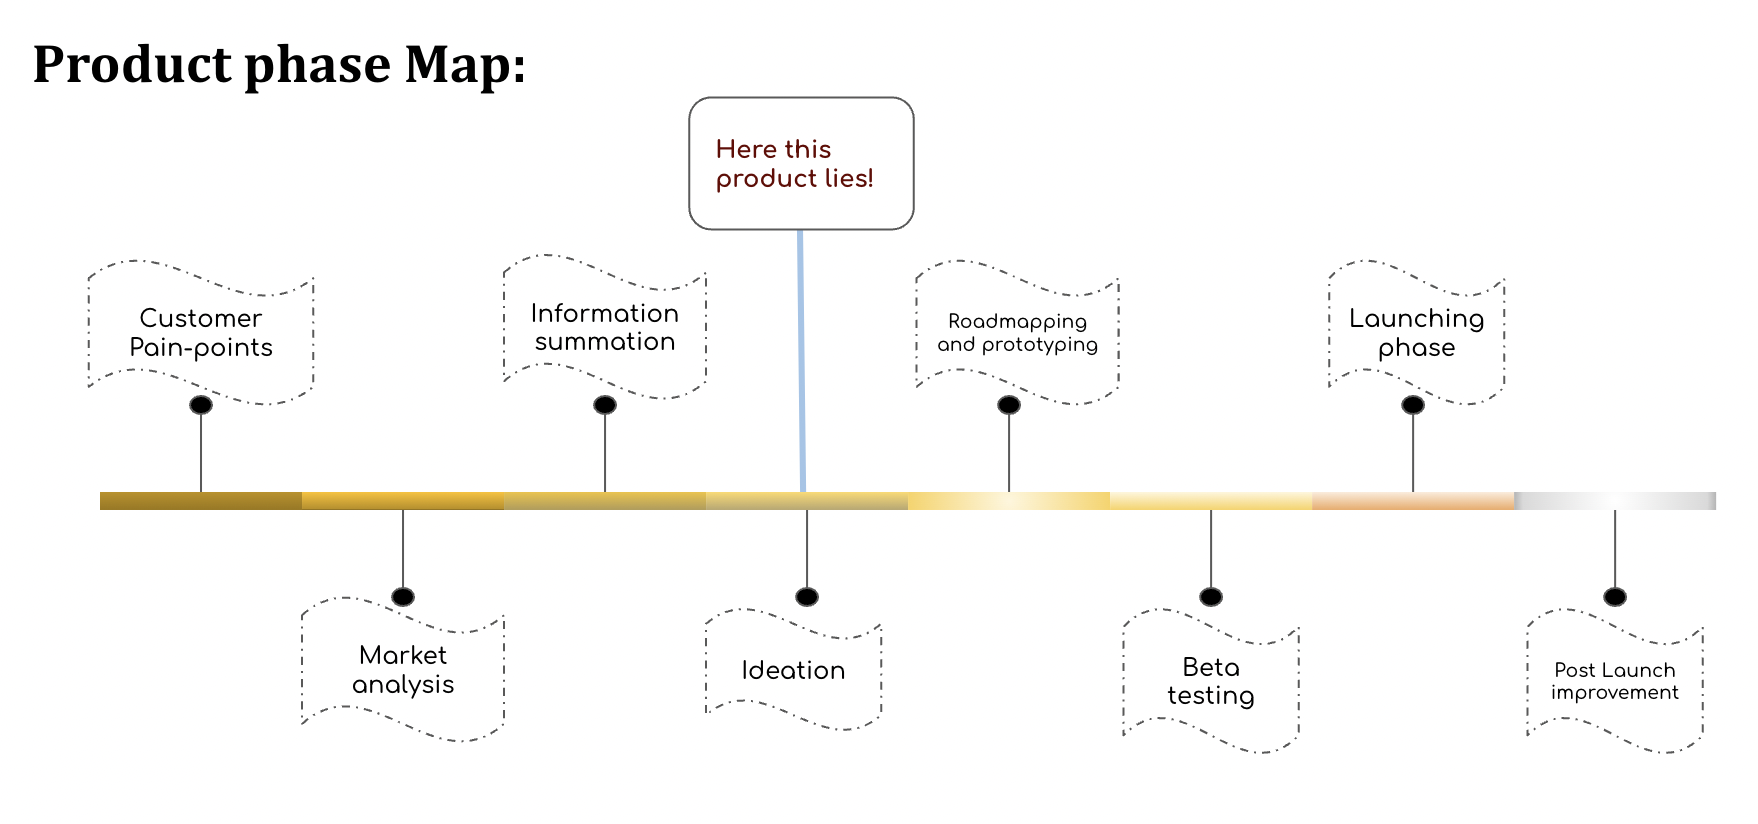 Product phase Map:
Here this
product lies!
Customer
Pain-points
Information
summation
Roadmapping
and prototyping
Launching
phase
Market
analysis
Ideation
Beta
testing
Post Launch
improvement